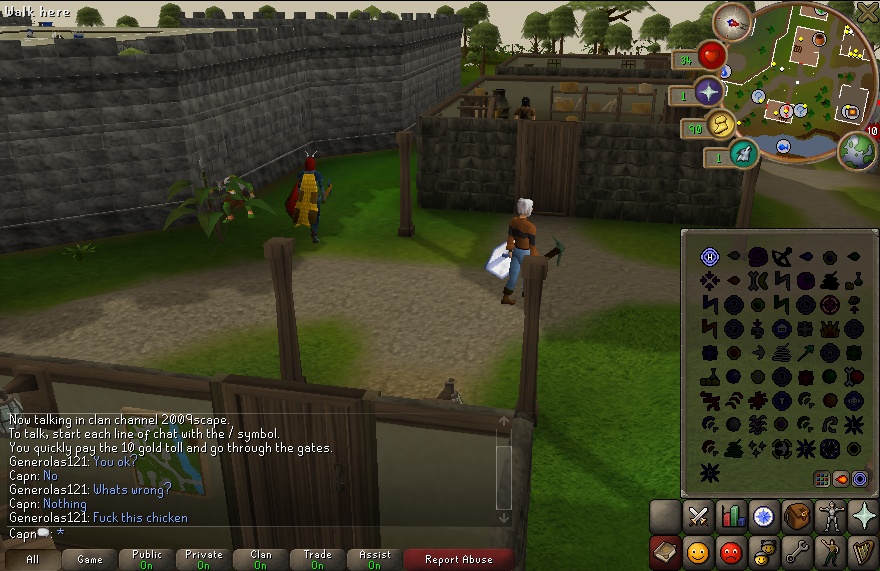 Walk here
34
1
99
1
10
Now talking in clan channel 2009scape.
To talk, start each line of chat with the / symbol.
You quickly pay the 10 gold toll and go through the gates.
Generolas121: You ok?
Capn: No
Generolas121: Whats wrong?
Capn: Nothing
Generolas121: Fuck this chicken
Capn: *
All
Game
Public
On
Private
On
Clan
On
Trade
On
Assist
On
Report Abuse